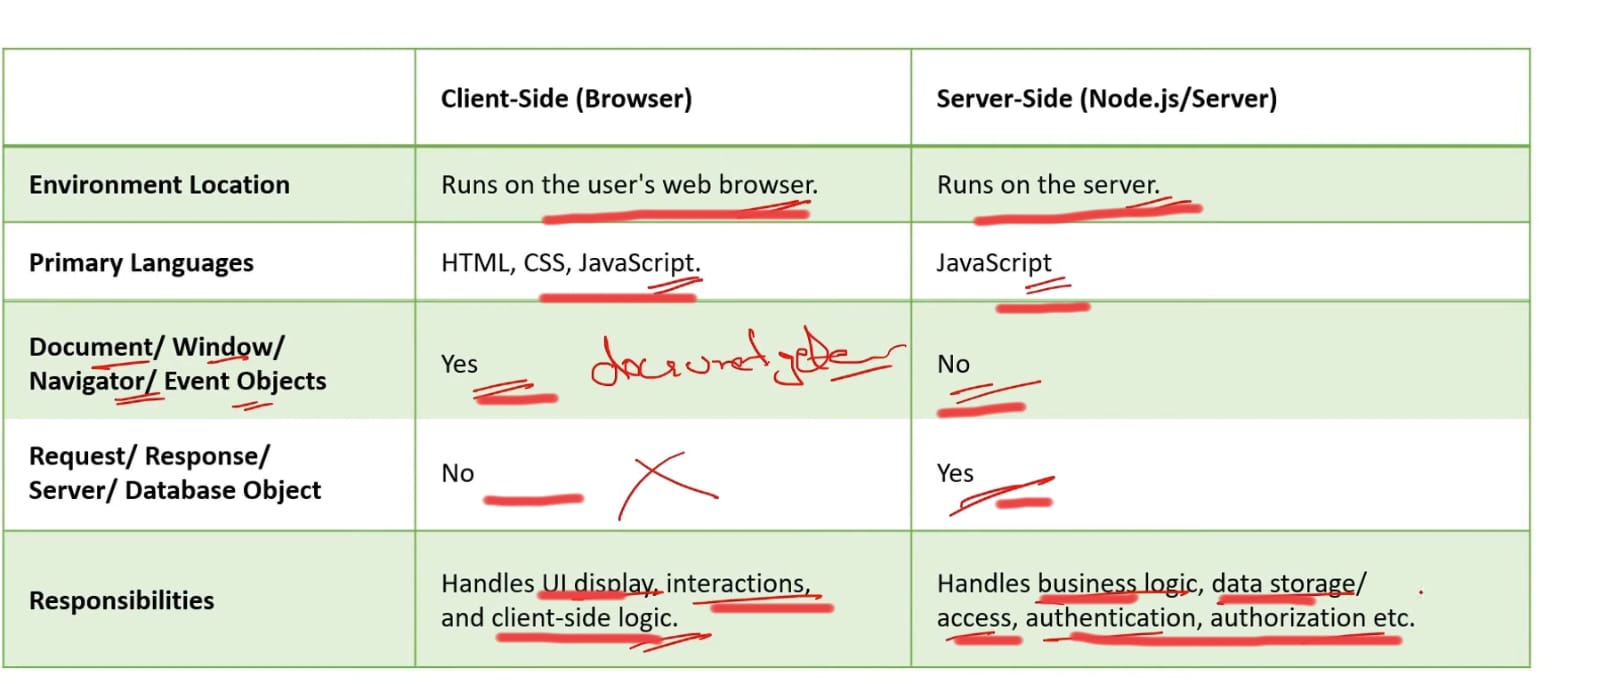 Client-Side (Browser)
Server-Side (Node.js/Server)
Environment Location
Runs on the user's web browser.
Runs on the server.
Primary Languages
HTML, CSS, JavaScript.
JavaScript
Document/ Window/
Navigator/ Event Objects
Yes
No
Request/ Response/
Server/ Database Object
No
Yes
Responsibilities
Handles UI display, interactions,
and client-side logic.
Handles business logic, data storage/
access, authentication, authorization etc.